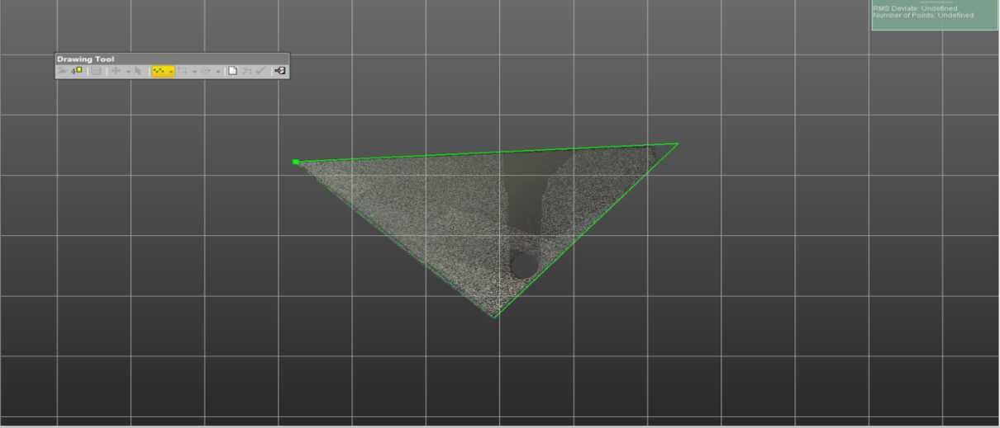 RMS Deviate: Undefined
Number of Points: Undefined
Drawing Tool